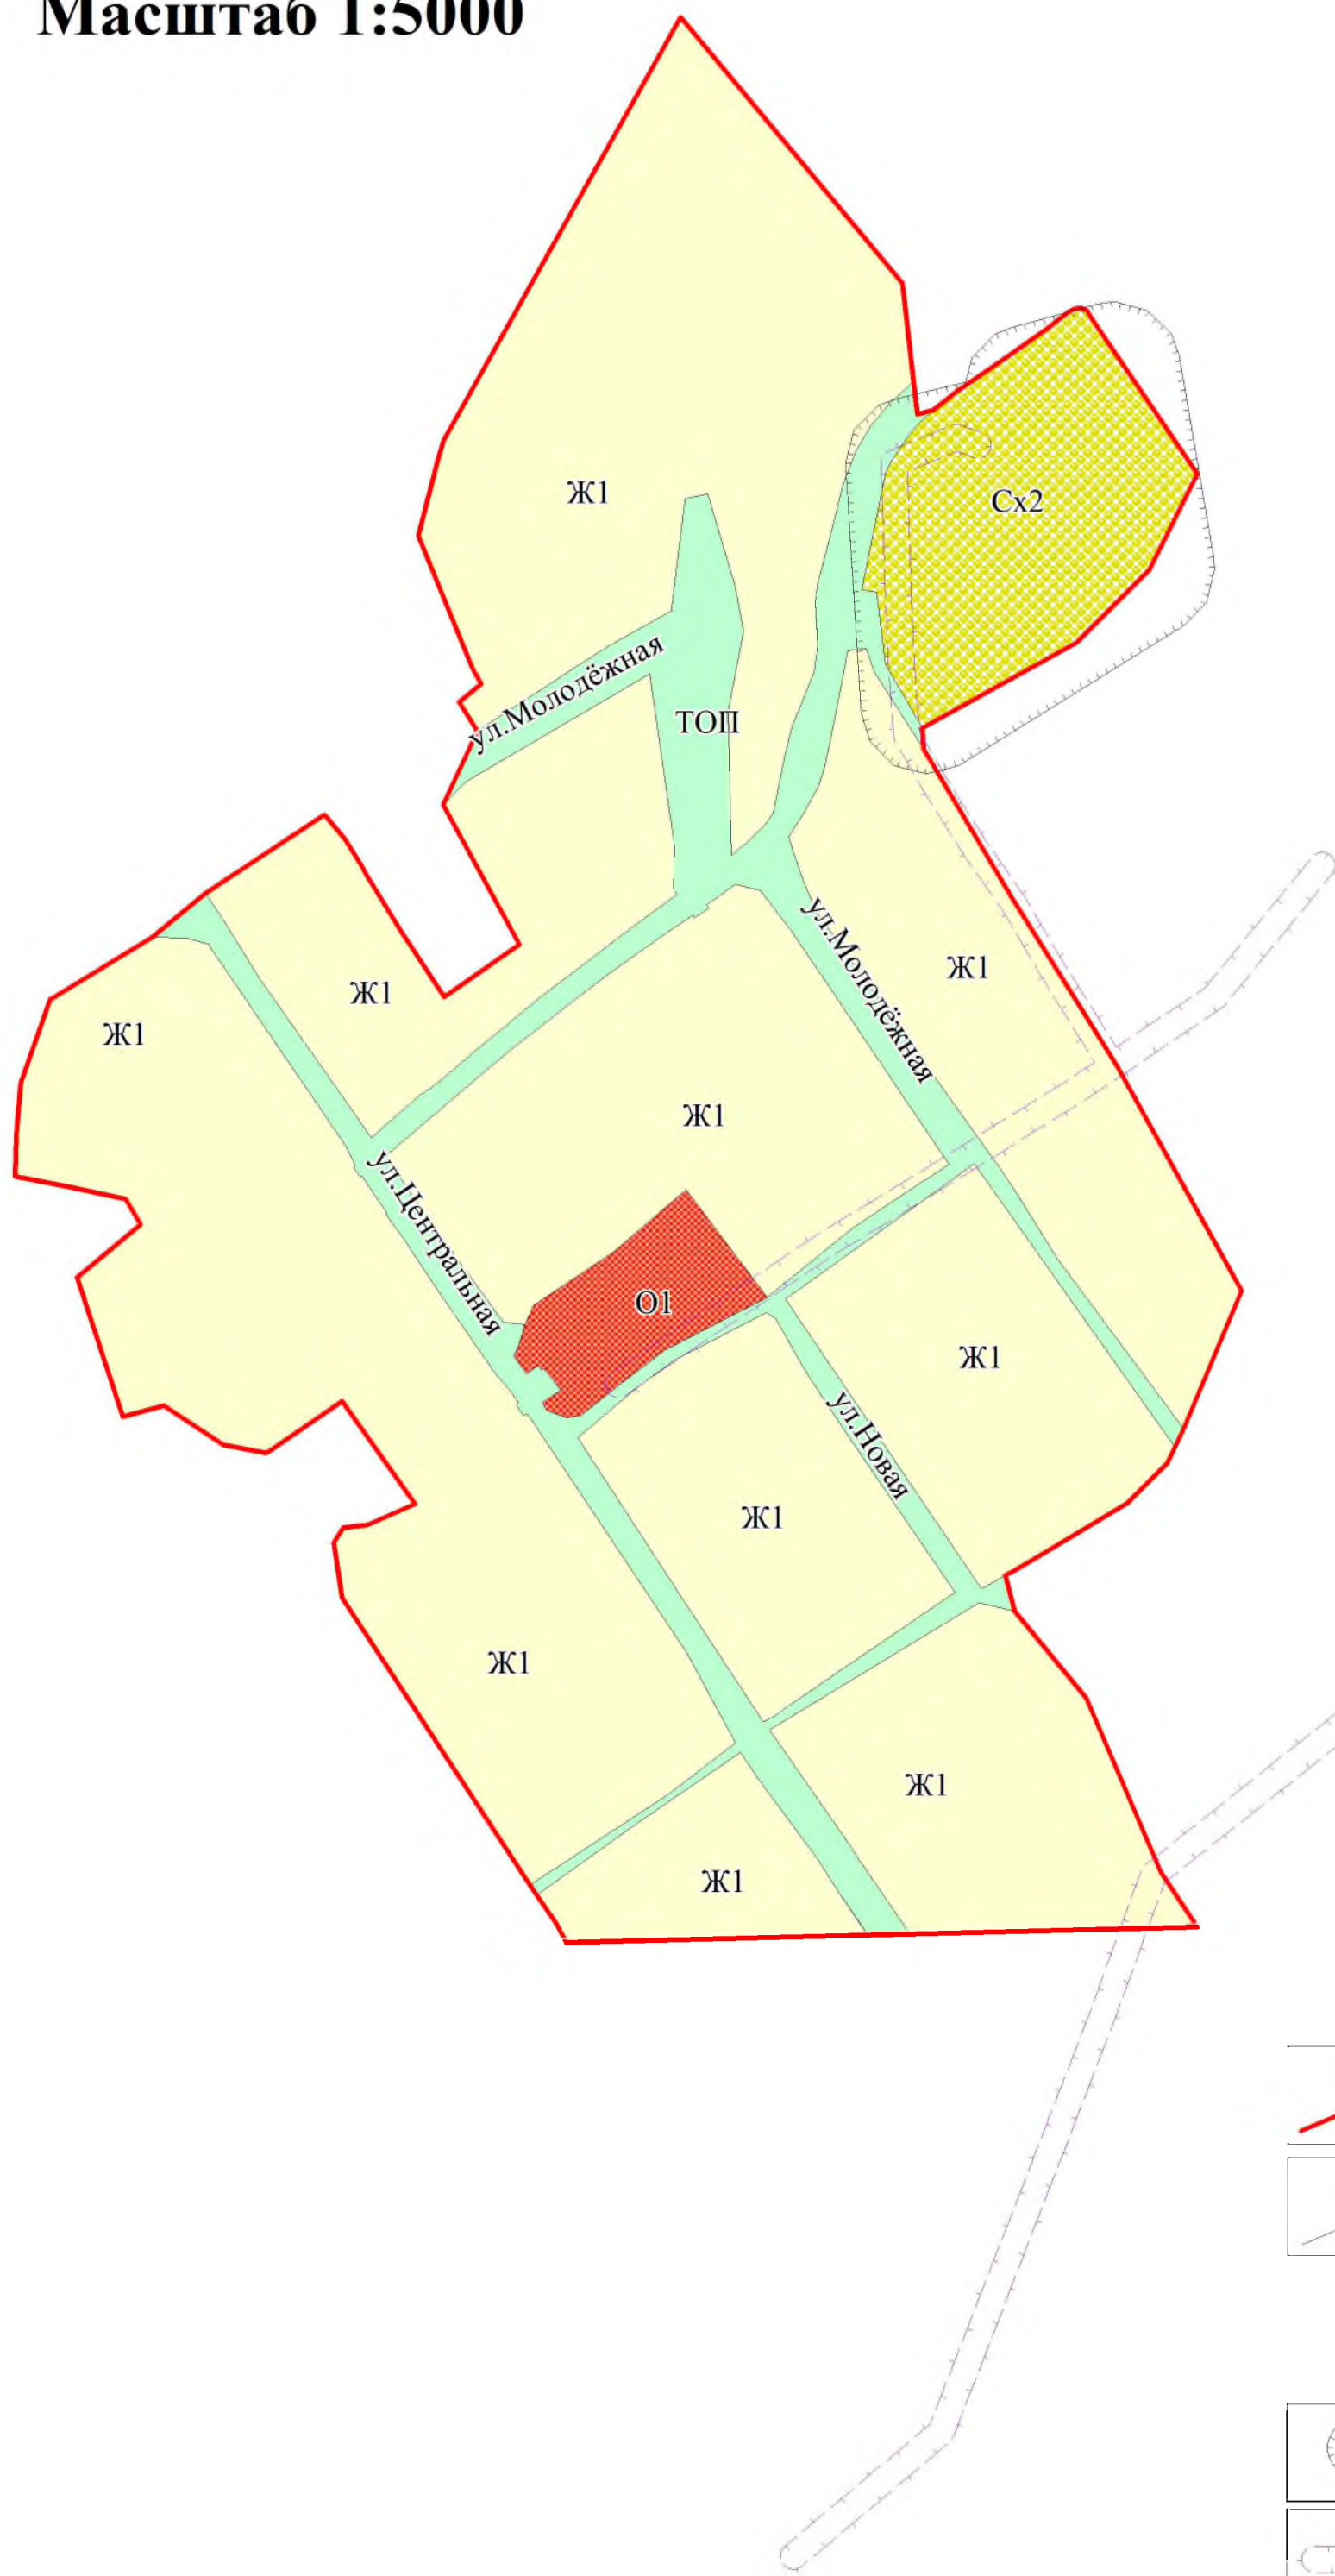 Масштаб 1:5000
Ж1
Сх2
ул.Молодёжная
ТОП
ул.Молодёжная
Ж1
Ж1
Ж1
Ж1
ул.Центральная
О1
Ж1
ул.Новая
Ж1
Ж1
Ж1
Ж1